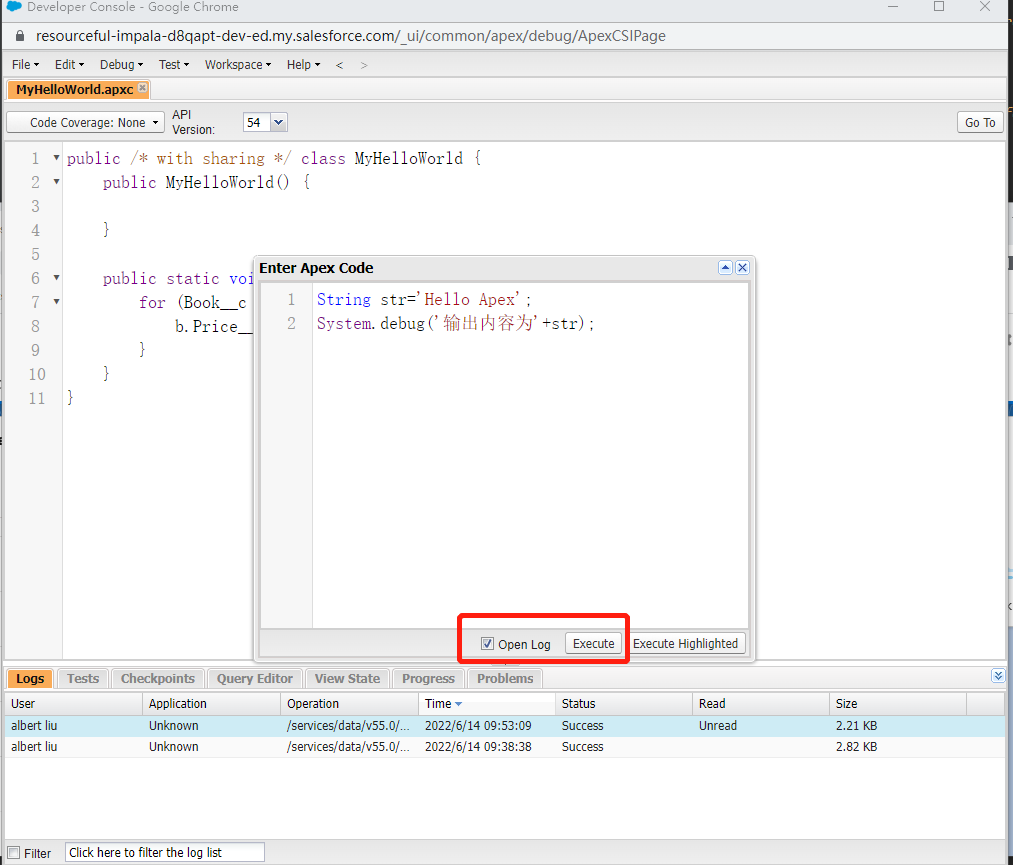 Developer Console - Google Chrome
resourceful-impala-d8qapt-dev-ed.my.salesforce.com/_ui/common/apex/debug/ApexCSIPage
File Edit Debug Test Workspace Help < >
MyHelloWorld.apxc
Code Coverage: None API Version: 54 Go To
1 public /* with sharing */ class MyHelloWorld {
2 public MyHelloWorld() {
3
4 }
5
6 public static voi
7 for (Book__c
8 b.Price__
9 }
10 }
11 }
Enter Apex Code
1 String str='Hello Apex';
2 System.debug('输出内容为'+str);
Open Log Execute Execute Highlighted
Logs Tests Checkpoints Query Editor View State Progress Problems
User Application Operation Time Status Read Size
albert liu Unknown /services/data/v55.0/... 2022/6/14 09:53:09 Success Unread 2.21 KB
albert liu Unknown /services/data/v55.0/... 2022/6/14 09:38:38 Success 2.82 KB
Filter Click here to filter the log list